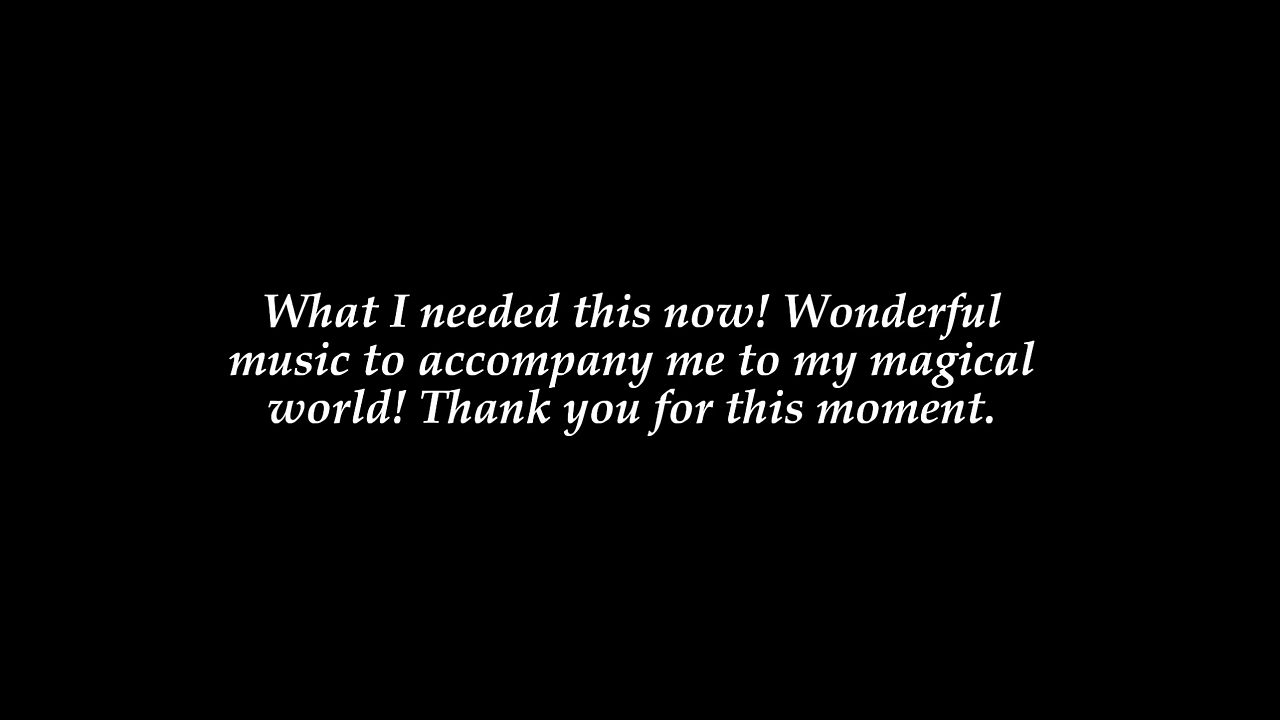 What I needed this now! Wonderful
music to accompany me to my magical
world! Thank you for this moment.